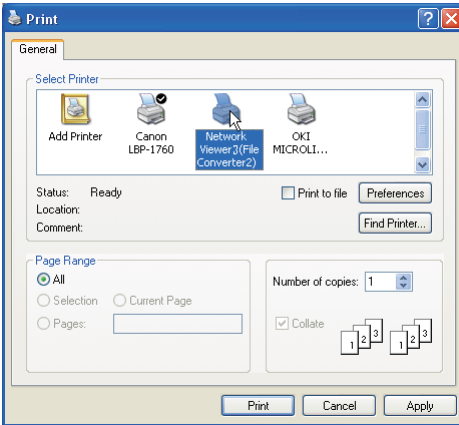 Print
General
Select Printer
Add Printer
Canon
LBP-1760
Network
Viewer3(File
Converter2)
OKI
MICROLI...
Status: Ready
Location:
Comment:
Print to file
Preferences
Find Printer...
Page Range
All
Selection Current Page
Pages:
Number of copies: 1
Collate
1 2 3 1 2 3
Print Cancel Apply